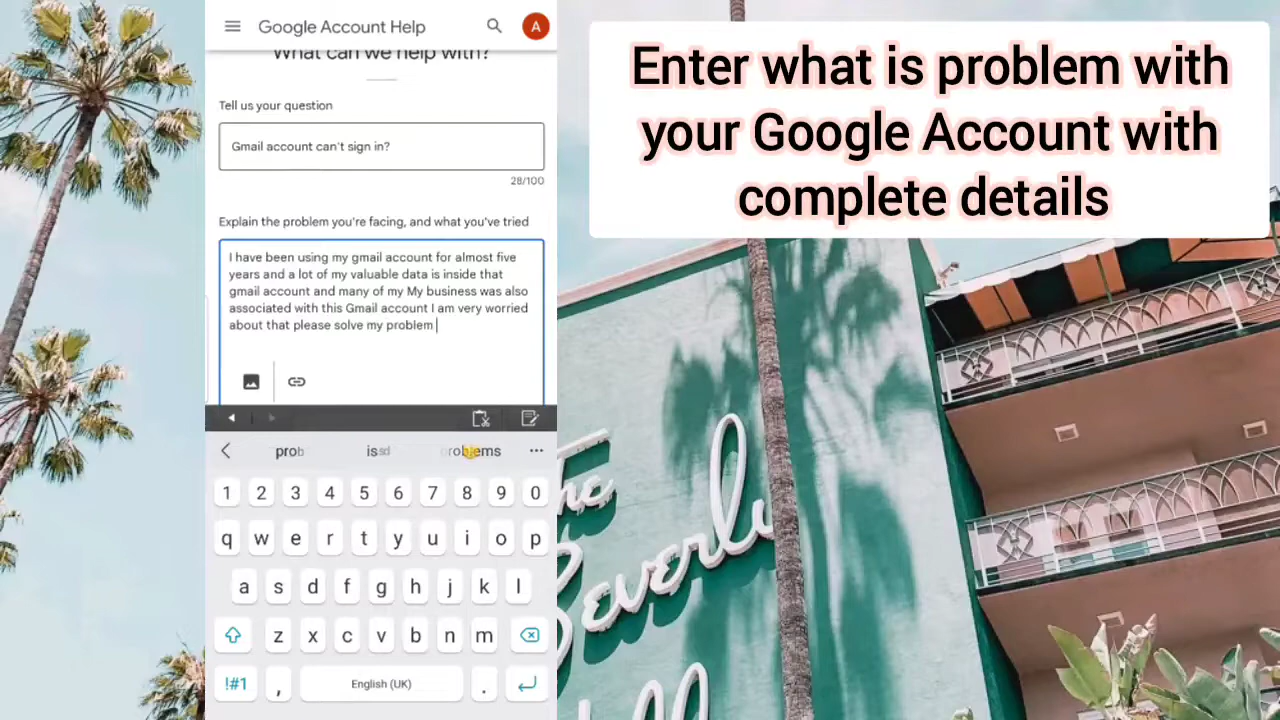 Google Account Help
A
What can we help with?
Tell us your question
Gmail account can't sign in?
28/100
Explain the problem you're facing, and what you've tried
I have been using my gmail account for almost five
years and a lot of my valuable data is inside that
gmail account and many of my My business was also
associated with this Gmail account I am very worried
about that please solve my problem
1 2 3 4 5 6 7 8 9 0
q w e r t y u i o p
a s d f g h j k l
z x c v b n m
!#1 , English (UK) .
Enter what is problem with
your Google Account with
complete details
The
Beverly